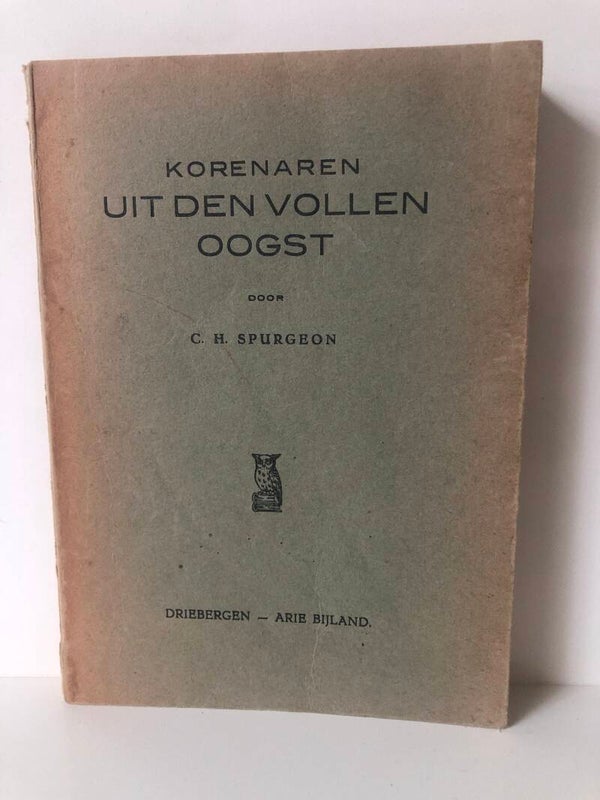 KORENAREN
UIT DEN VOLLEN
OOGST
DOOR
C. H. SPURGEON
DRIEBERGEN — ARIE BIJLAND.